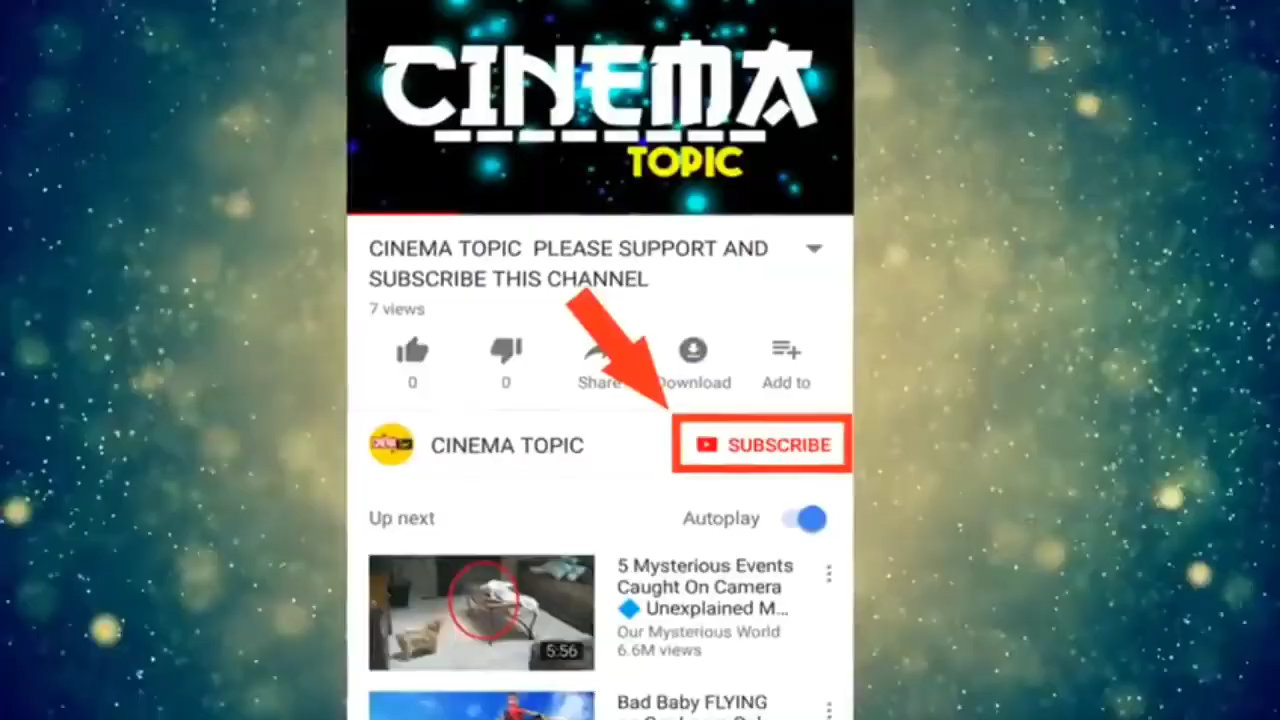 CINEMA
TOPIC
CINEMA TOPIC PLEASE SUPPORT AND
SUBSCRIBE THIS CHANNEL
7 views
0
0
Share
Download
Add to
CINEMA TOPIC
SUBSCRIBE
Up next
Autoplay
5 Mysterious Events
Caught On Camera
🔷 Unexplained M...
Our Mysterious World
6.6M views
5:56
Bad Baby FLYING